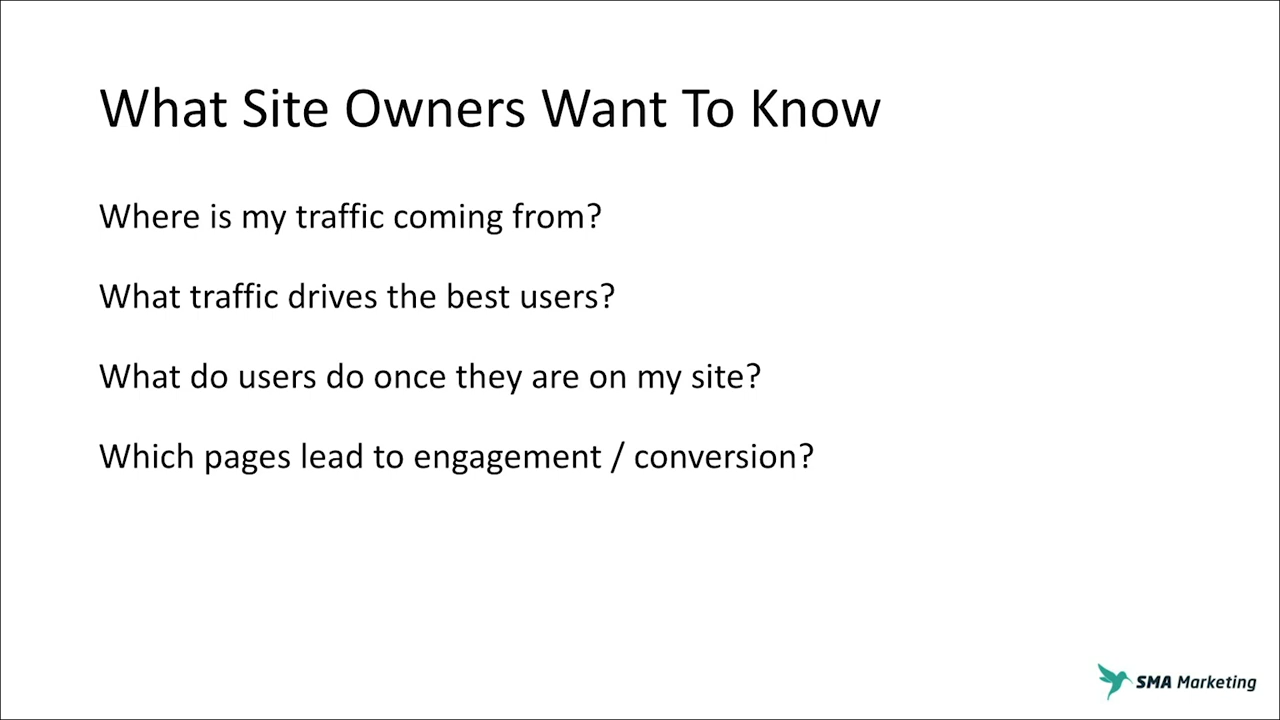 What Site Owners Want To Know
Where is my traffic coming from?
What traffic drives the best users?
What do users do once they are on my site?
Which pages lead to engagement / conversion?
SMA Marketing